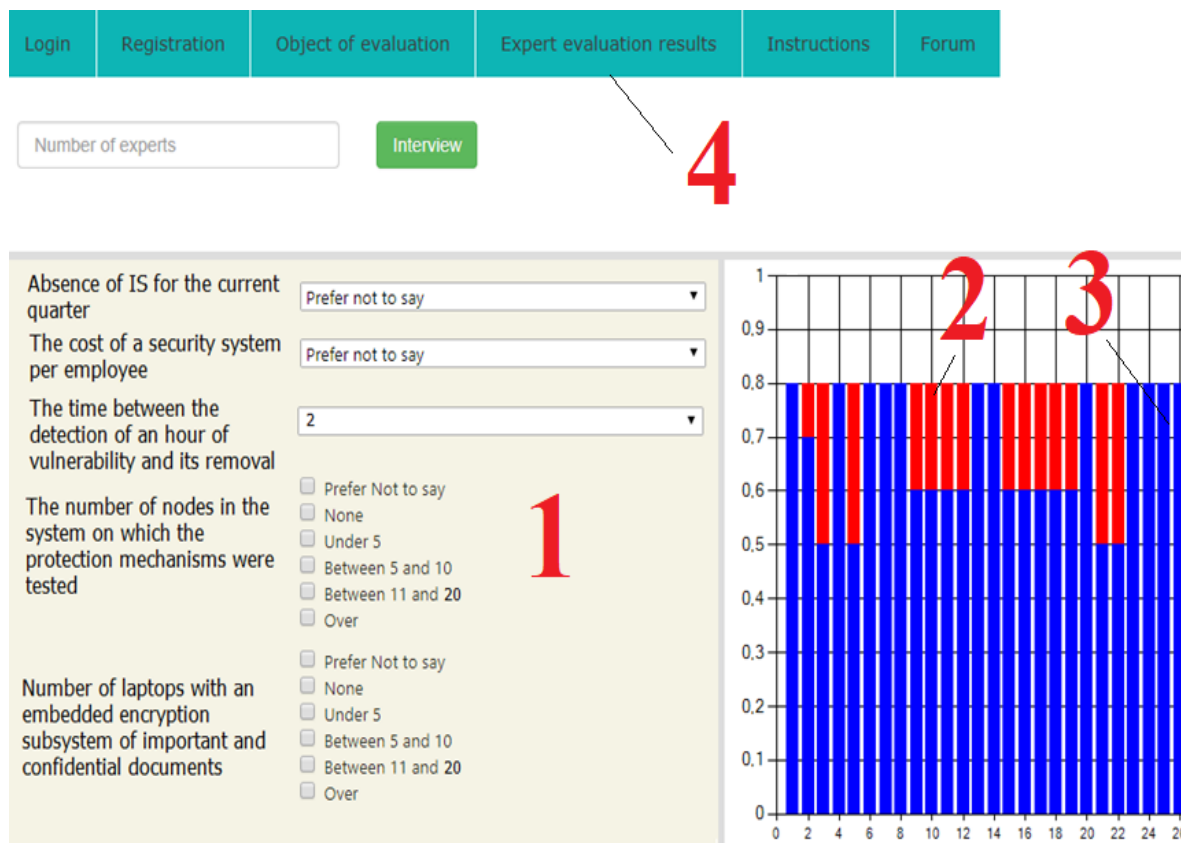 Login Registration Object of evaluation Expert evaluation results Instructions Forum
Number of experts Interview
4
Absence of IS for the current
quarter
Prefer not to say
The cost of a security system
per employee
Prefer not to say
The time between the
detection of an hour of
vulnerability and its removal
2
The number of nodes in the
system on which the
protection mechanisms were
tested
Prefer Not to say
None
Under 5
Between 5 and 10
Between 11 and 20
Over
Number of laptops with an
embedded encryption
subsystem of important and
confidential documents
Prefer Not to say
None
Under 5
Between 5 and 10
Between 11 and 20
Over
1
2
3
1
0,9
0,8
0,7
0,6
0,5
0,4
0,3
0,2
0,1
0
0 2 4 6 8 10 12 14 16 18 20 22 24